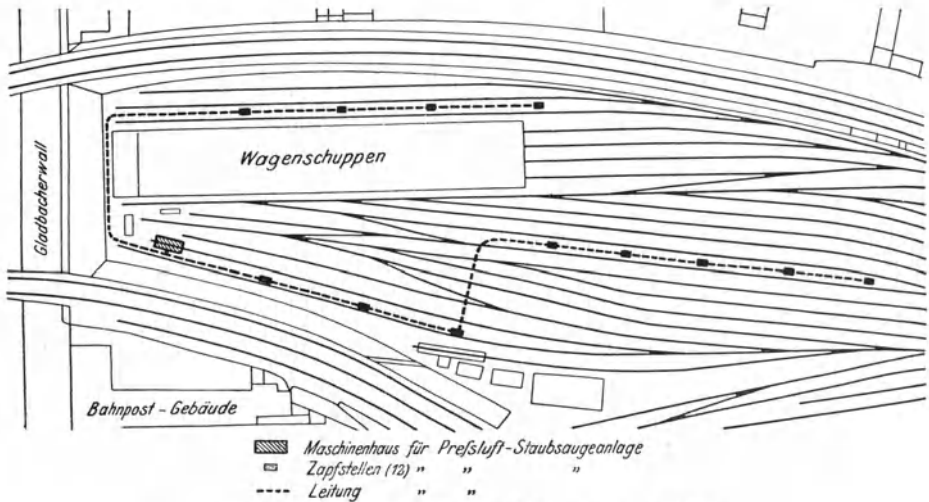 Gladbacherwall
Wagenschuppen
Bahnpost - Gebäude
Maschinenhaus für Preſsluft-Staubsaugeanlage
Zapfstellen (12) " " "
Leitung " "